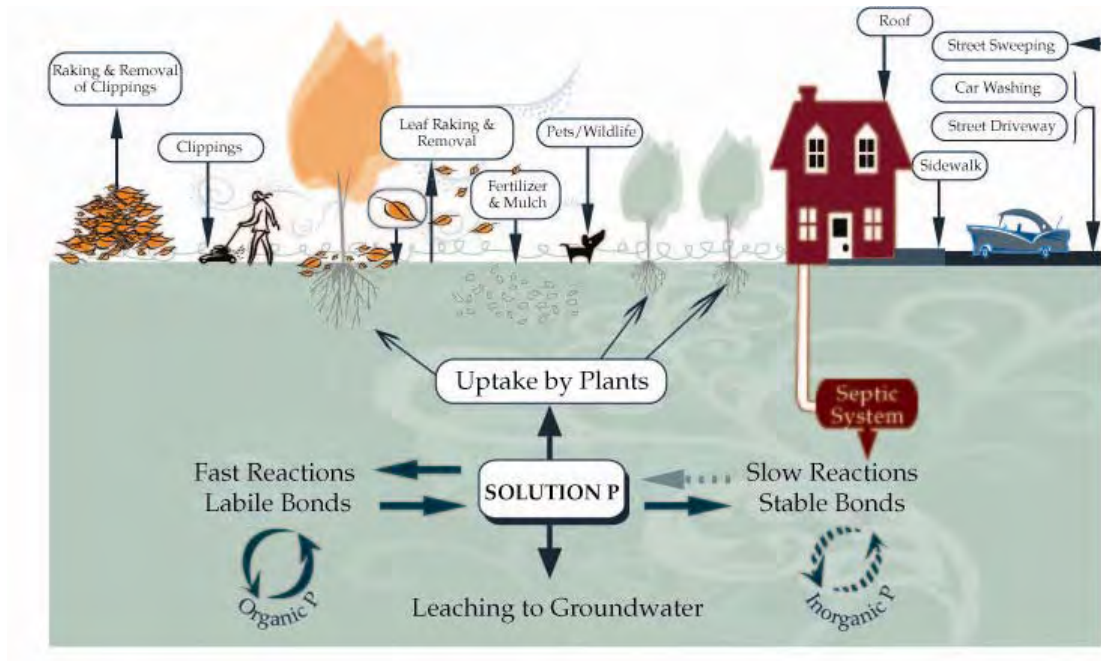 Roof
Street Sweeping
Raking & Removal
of Clippings
Car Washing
Leaf Raking &
Removal
Pets/Wildlife
Street Driveway
Clippings
Sidewalk
Fertilizer
& Mulch
Uptake by Plants
Septic
System
Fast Reactions
Labile Bonds
SOLUTION P
Slow Reactions
Stable Bonds
Organic P
Inorganic P
Leaching to Groundwater